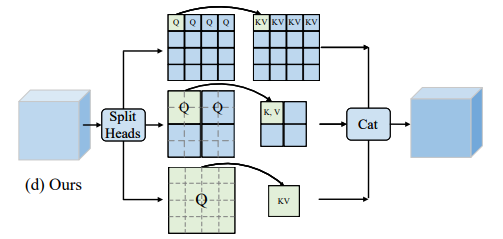 Q Q Q Q KV KV KV KV
Split
Heads
Q Q K, V
Cat
(d) Ours
Q KV